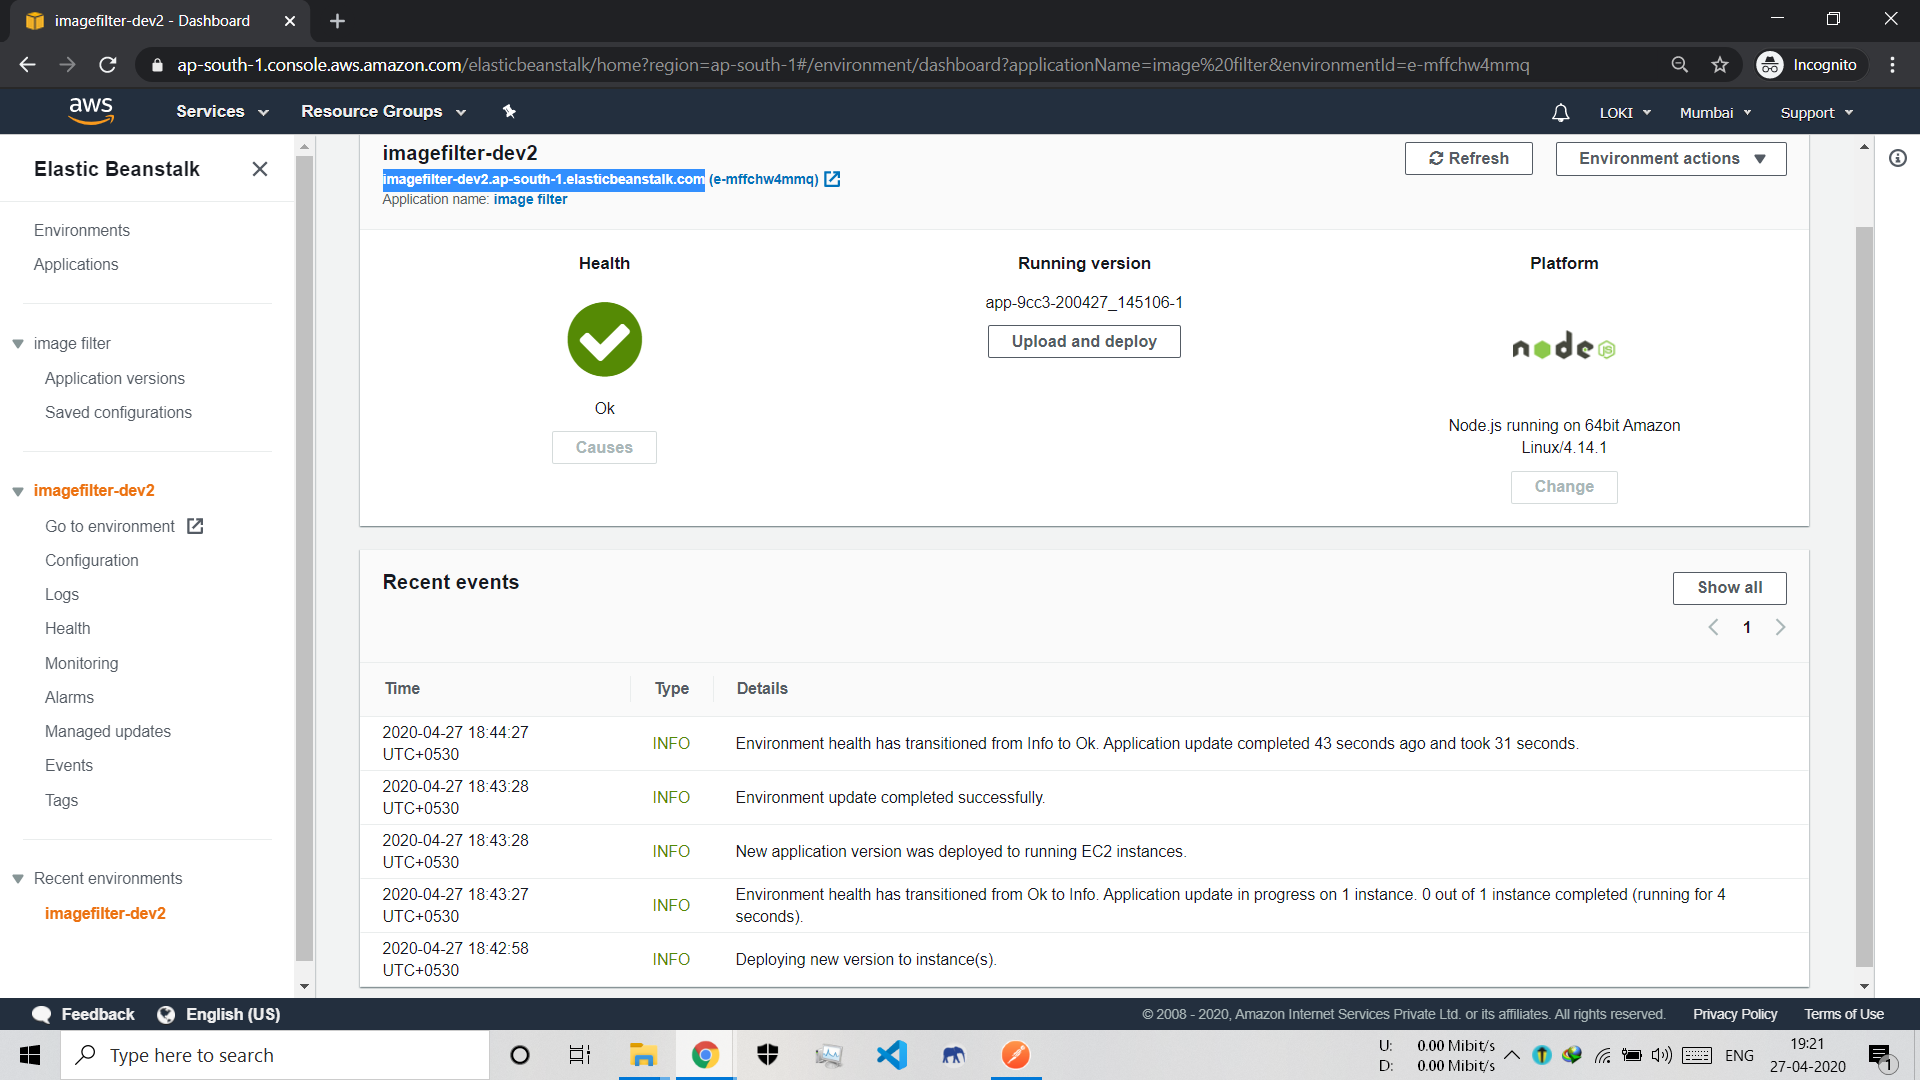 imagefilter-dev2 - Dashboard
ap-south-1.console.aws.amazon.com/elasticbeanstalk/home?region=ap-south-1#/environment/dashboard?applicationName=image%20filter&environmentId=e-mffchw4mmq
Incognito
aws
Services
Resource Groups
LOKI
Mumbai
Support
Elastic Beanstalk
Environments
Applications
image filter
Application versions
Saved configurations
imagefilter-dev2
Go to environment
Configuration
Logs
Health
Monitoring
Alarms
Managed updates
Events
Tags
Recent environments
imagefilter-dev2
imagefilter-dev2
imagefilter-dev2.ap-south-1.elasticbeanstalk.com (e-mffchw4mmq)
Application name: image filter
Refresh
Environment actions
Health
Ok
Causes
Running version
app-9cc3-200427_145106-1
Upload and deploy
Platform
node JS
Node.js running on 64bit Amazon
Linux/4.14.1
Change
Recent events
Show all
1
Time Type Details
2020-04-27 18:44:27
UTC+0530
INFO
Environment health has transitioned from Info to Ok. Application update completed 43 seconds ago and took 31 seconds.
2020-04-27 18:43:28
UTC+0530
INFO
Environment update completed successfully.
2020-04-27 18:43:28
UTC+0530
INFO
New application version was deployed to running EC2 instances.
2020-04-27 18:43:27
UTC+0530
INFO
Environment health has transitioned from Ok to Info. Application update in progress on 1 instance. 0 out of 1 instance completed (running for 4
seconds).
2020-04-27 18:42:58
UTC+0530
INFO
Deploying new version to instance(s).
Feedback
English (US)
© 2008 - 2020, Amazon Internet Services Private Ltd. or its affiliates. All rights reserved.
Privacy Policy
Terms of Use
Type here to search
U: 0.00 Mibit/s
D: 0.00 Mibit/s
ENG
19:21
27-04-2020
1